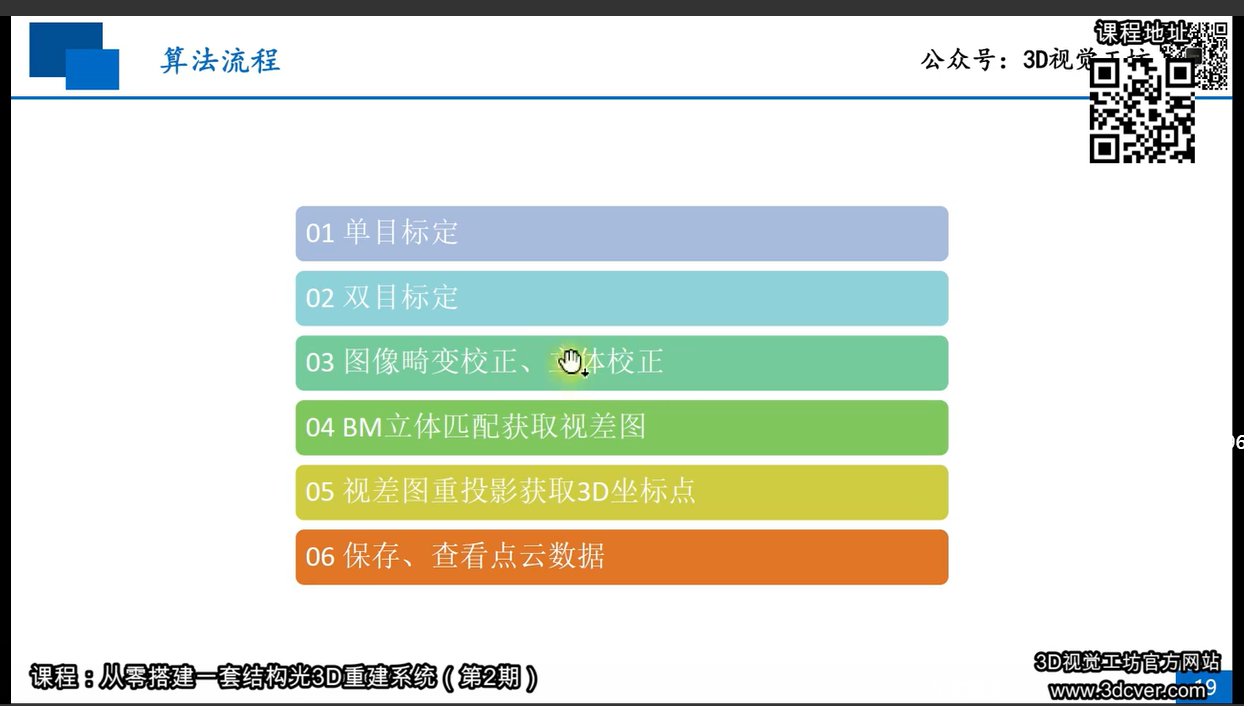 课程地址
算法流程
公众号：3D视觉工坊
01 单目标定
02 双目标定
03 图像畸变校正、立体校正
04 BM立体匹配获取视差图
05 视差图重投影获取3D坐标点
06 保存、查看点云数据
课程：从零搭建一套结构光3D重建系统（第2期）
3D视觉工坊官方网站
www.3dcver.com
19